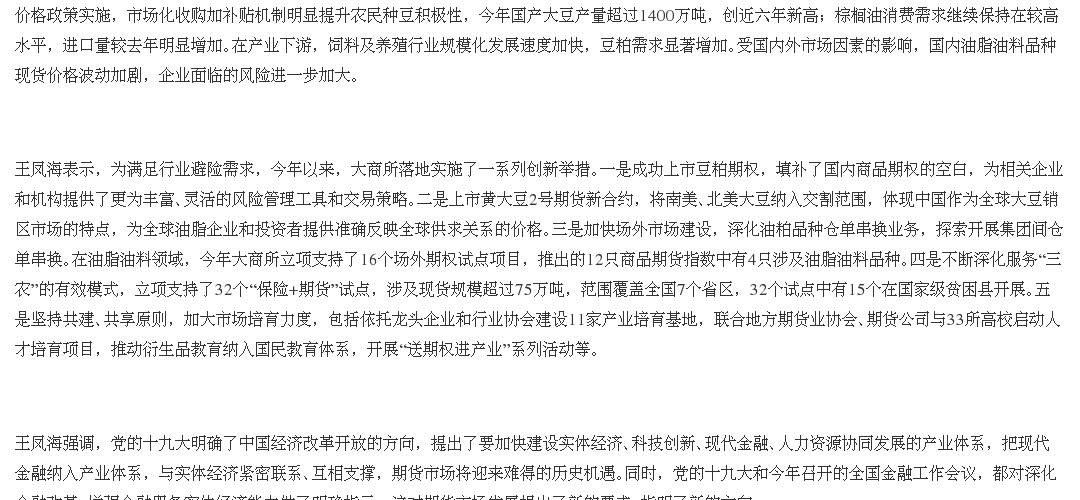 价格政策实施，市场化收购加补贴机制明显提升农民种豆积极性，今年国产大豆产量超过1400万吨，创近六年新高；棕榈油消费需求继续保持在较高
水平，进口量较去年明显增加。在产业下游，饲料及养殖行业规模化发展速度加快，豆粕需求显著增加。受国内外市场因素的影响，国内油脂油料品种
现货价格波动加剧，企业面临的风险进一步加大。
王凤海表示，为满足行业避险需求，今年以来，大商所落地实施了一系列创新举措。一是成功上市豆粕期权，填补了国内商品期权的空白，为相关企业
和机构提供了更为丰富、灵活的风险管理工具和交易策略。二是上市黄大豆2号期货新合约，将南美、北美大豆纳入交割范围，体现中国作为全球大豆销
区市场的特点，为全球油脂企业和投资者提供准确反映全球供求关系的价格。三是加快场外市场建设，深化油粕品种仓单串换业务，探索开展集团间仓
单串换。在油脂油料领域，今年大商所立项支持了16个场外期权试点项目，推出的12只商品期货指数中有4只涉及油脂油料品种。四是不断深化服务“三
农”的有效模式，立项支持了32个“保险+期货”试点，涉及现货规模超过75万吨，范围覆盖全国7个省区，32个试点中有15个在国家级贫困县开展。五
是坚持共建、共享原则，加大市场培育力度，包括依托龙头企业和行业协会建设11家产业培育基地，联合地方期货业协会、期货公司与33所高校启动人
才培育项目，推动衍生品教育纳入国民教育体系，开展“送期权进产业”系列活动等。
王凤海强调，党的十九大明确了中国经济改革开放的方向，提出了要加快建设实体经济、科技创新、现代金融、人力资源协同发展的产业体系，把现代
金融纳入产业体系，与实体经济紧密联系、互相支撑，期货市场将迎来难得的历史机遇。同时，党的十九大和今年召开的全国金融工作会议，都对深化